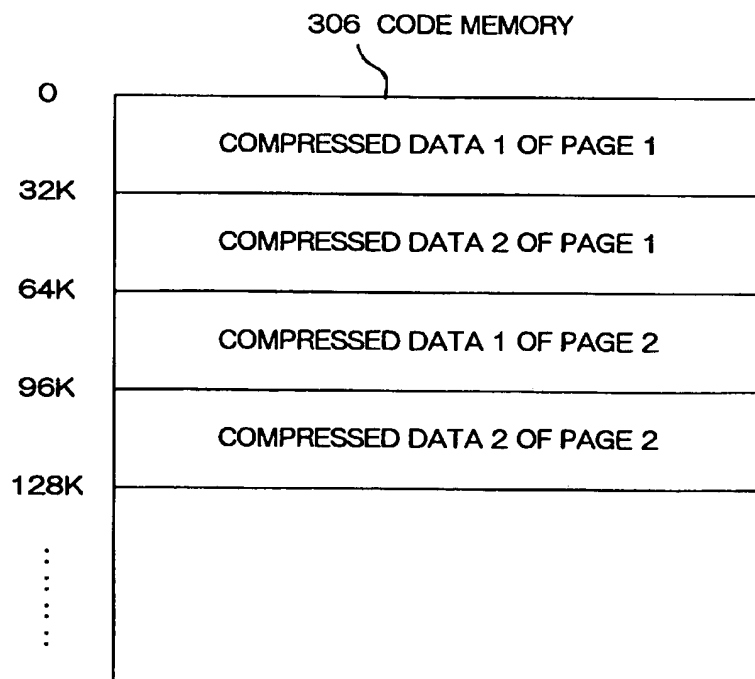 306 CODE MEMORY
0
COMPRESSED DATA 1 OF PAGE 1
32K
COMPRESSED DATA 2 OF PAGE 1
64K
COMPRESSED DATA 1 OF PAGE 2
96K
COMPRESSED DATA 2 OF PAGE 2
128K